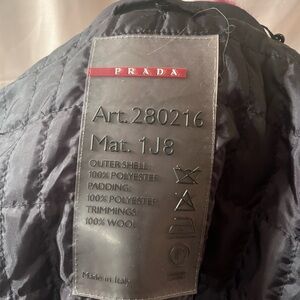 PRADA
Art. 280216
Mat. 1J8
OUTER SHELL:
100% POLYESTER
PADDING:
100% POLYESTER
TRIMMINGS:
100% WOOL
Made in Italy